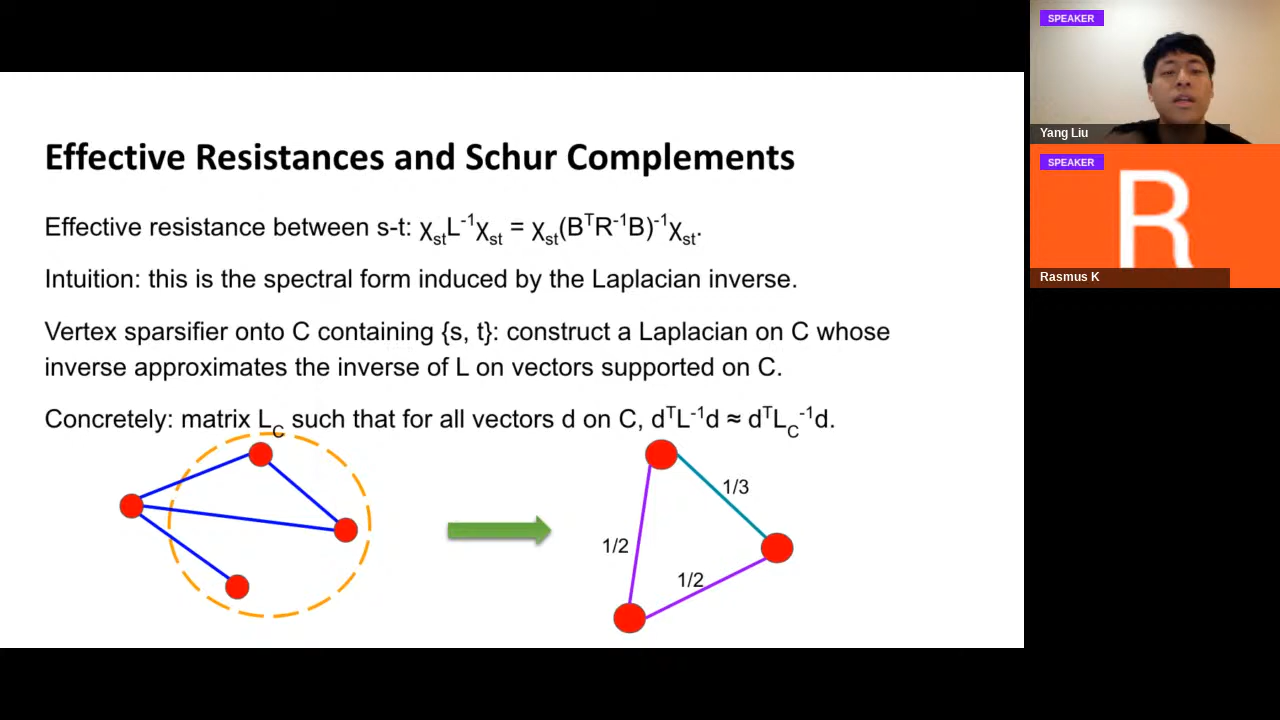 Effective Resistances and Schur Complements
Effective resistance between s-t: χstL-1χst = χst(BTR-1B)-1χst.
Intuition: this is the spectral form induced by the Laplacian inverse.
Vertex sparsifier onto C containing {s, t}: construct a Laplacian on C whose
inverse approximates the inverse of L on vectors supported on C.
Concretely: matrix LC such that for all vectors d on C, dTL-1d ≈ dTLC-1d.
1/3
1/2
1/2
SPEAKER
Yang Liu
SPEAKER
R
Rasmus K